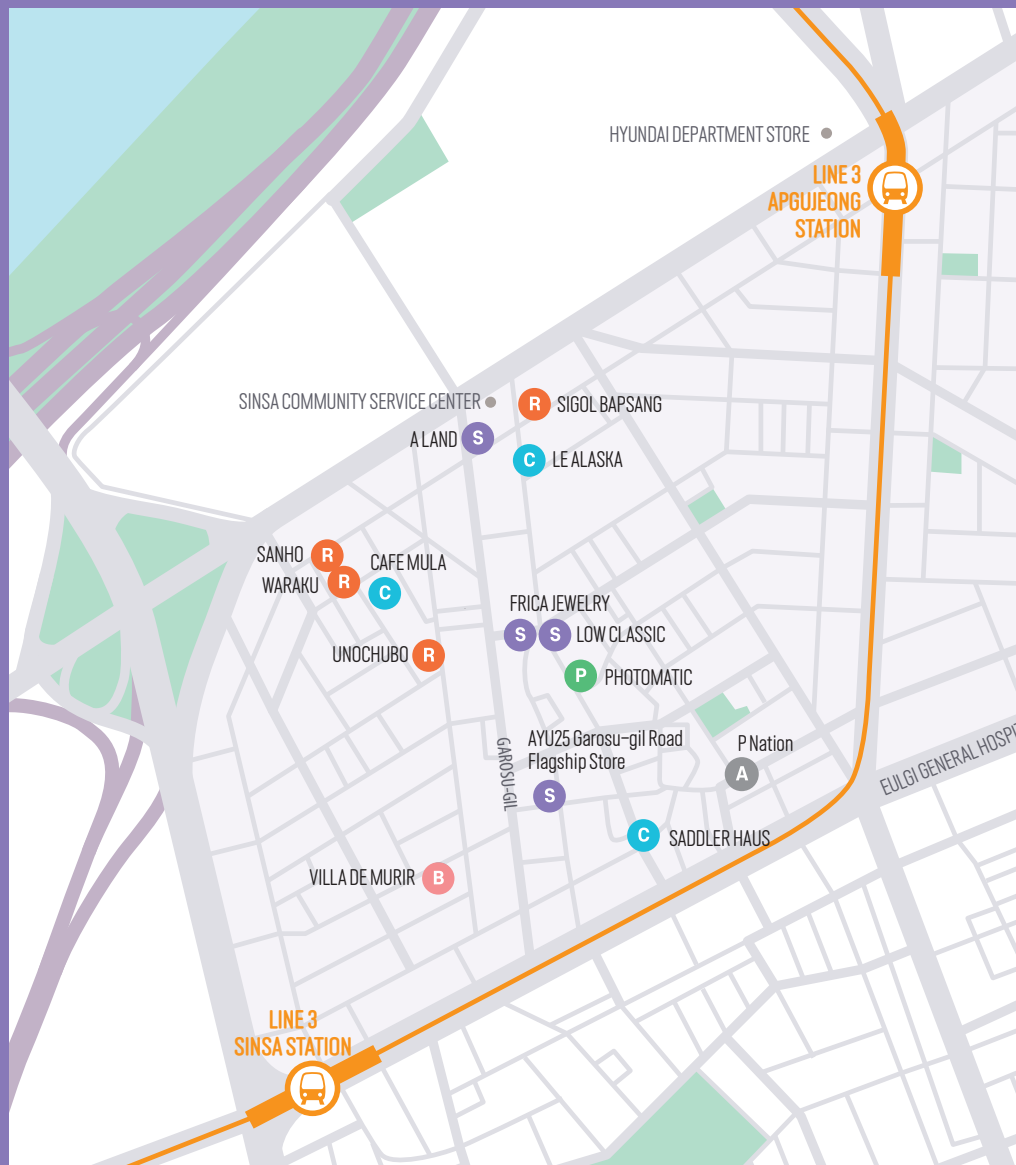 HYUNDAI DEPARTMENT STORE
LINE 3
APGUJEONG
STATION
SINSA COMMUNITY SERVICE CENTER
R SIGOL BAPSANG
A LAND S
C LE ALASKA
SANHO R
WARAKU R
CAFE MULA
C
FRICA JEWELRY
S S LOW CLASSIC
UNOCHUBO R
P PHOTOMATIC
GAROSU-GIL
AYU25 Garosu-gil Road
Flagship Store
S
P Nation
A
EULGI GENERAL
C SADDLER HAUS
VILLA DE MURIR B
LINE 3
SINSA STATION